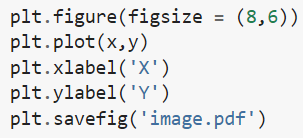 plt.figure(figsize = (8,6))
plt.plot(x,y)
plt.xlabel('X')
plt.ylabel('Y')
plt.savefig('image.pdf')